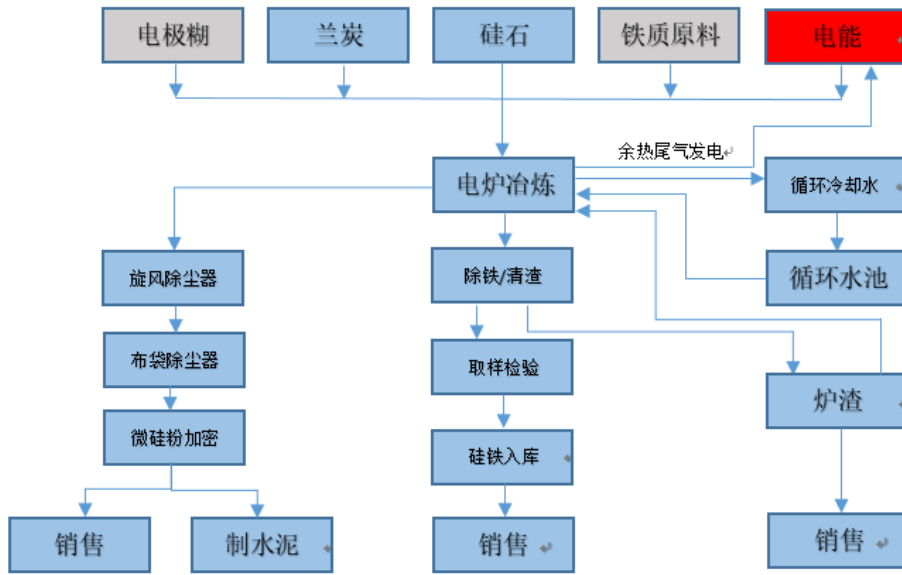 电极糊
兰炭
硅石
铁质原料
电能
余热尾气发电
电炉冶炼
循环冷却水
旋风除尘器
除铁/清渣
循环水池
布袋除尘器
取样检验
炉渣
微硅粉加密
硅铁入库
销售
制水泥
销售
销售